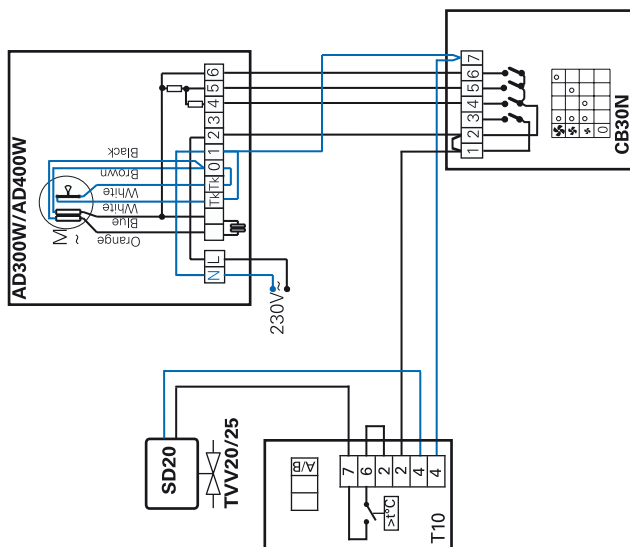 AD300W/AD400W
M
~
Black
Brown
White
White
Blue
Orange
6
5
4
3
2
1
0
Tk
Tk
L
N
230V~
7
6
5
4
3
2
1
0
CB30N
SD20
TVV20/25
A/B
7
6
2
2
4
4
>t°C
T10